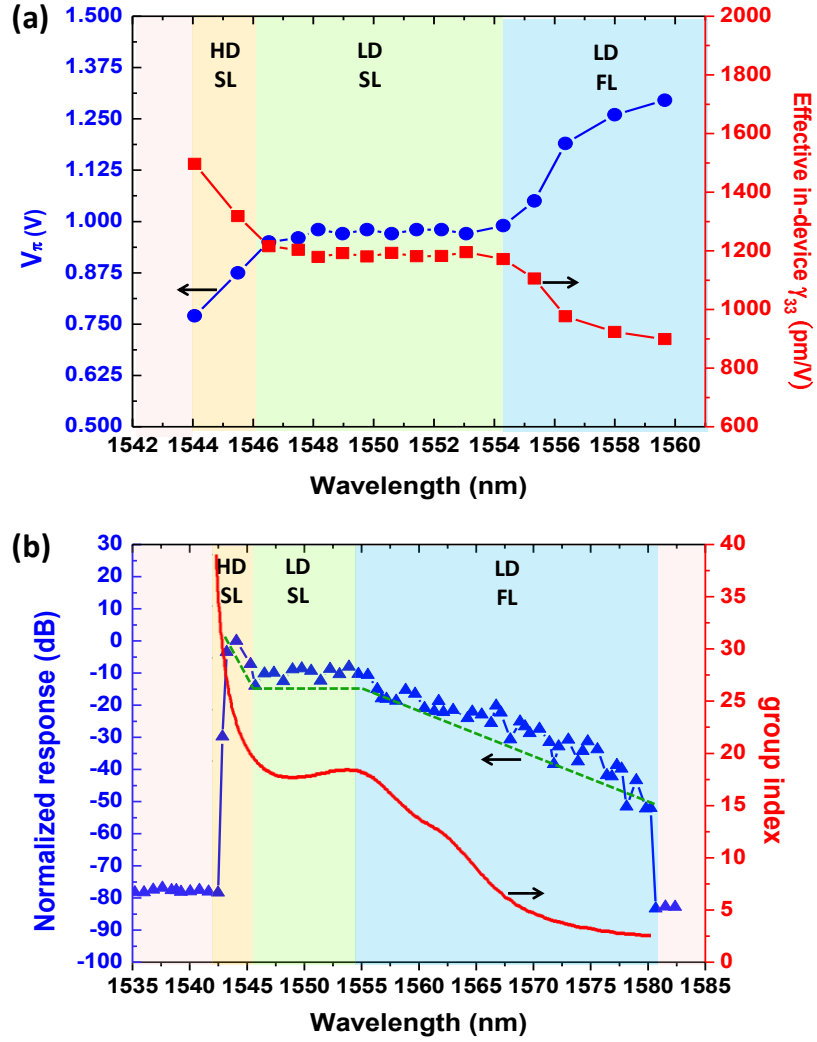 (a)
HD
SL
LD
SL
LD
FL
1.500
1.375
1.250
1.125
1.000
0.875
0.750
0.625
0.500
Vπ (V)
2000
1800
1600
1400
1200
1000
800
600
Effective in-device γ33 (pm/V)
1542 1544 1546 1548 1550 1552 1554 1556 1558 1560
Wavelength (nm)
(b)
HD
SL
LD
SL
LD
FL
30
20
10
0
-10
-20
-30
-40
-50
-60
-70
-80
-90
-100
Normalized response (dB)
40
35
30
25
20
15
10
5
0
group index
1535 1540 1545 1550 1555 1560 1565 1570 1575 1580 1585
Wavelength (nm)